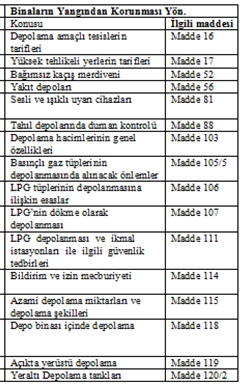 Binaların Yangından Korunması Yön.
Konusu İlgili maddesi
Depolama amaçlı tesislerin Madde 16
tarifleri
Yüksek tehlikeli yerlerin tarifleri Madde 17
Bağımsız kaçış merdiveni Madde 52
Yakıt depoları Madde 56
Sesli ve ışıklı uyarı cihazları Madde 81
Tahıl depolarında duman kontrolü Madde 88
Depolama hacimlerinin genel Madde 103
özellikleri
Basınçlı gaz tüplerinin Madde 105/5
depolanmasında alınacak önlemler
LPG tüplerinin depolanmasına Madde 106
ilişkin esaslar
LPG'nin dökme olarak Madde 107
depolanması
LPG depolanması ve ikmal Madde 111
istasyonları ile ilgili güvenlik
tedbirleri
Bildirim ve izin mecburiyeti Madde 114
Azami depolama miktarları ve Madde 115
depolama şekilleri
Depo binası içinde depolama Madde 118
Açıkta yerüstü depolama Madde 119
Yeraltı Depolama tankları Madde 120/2